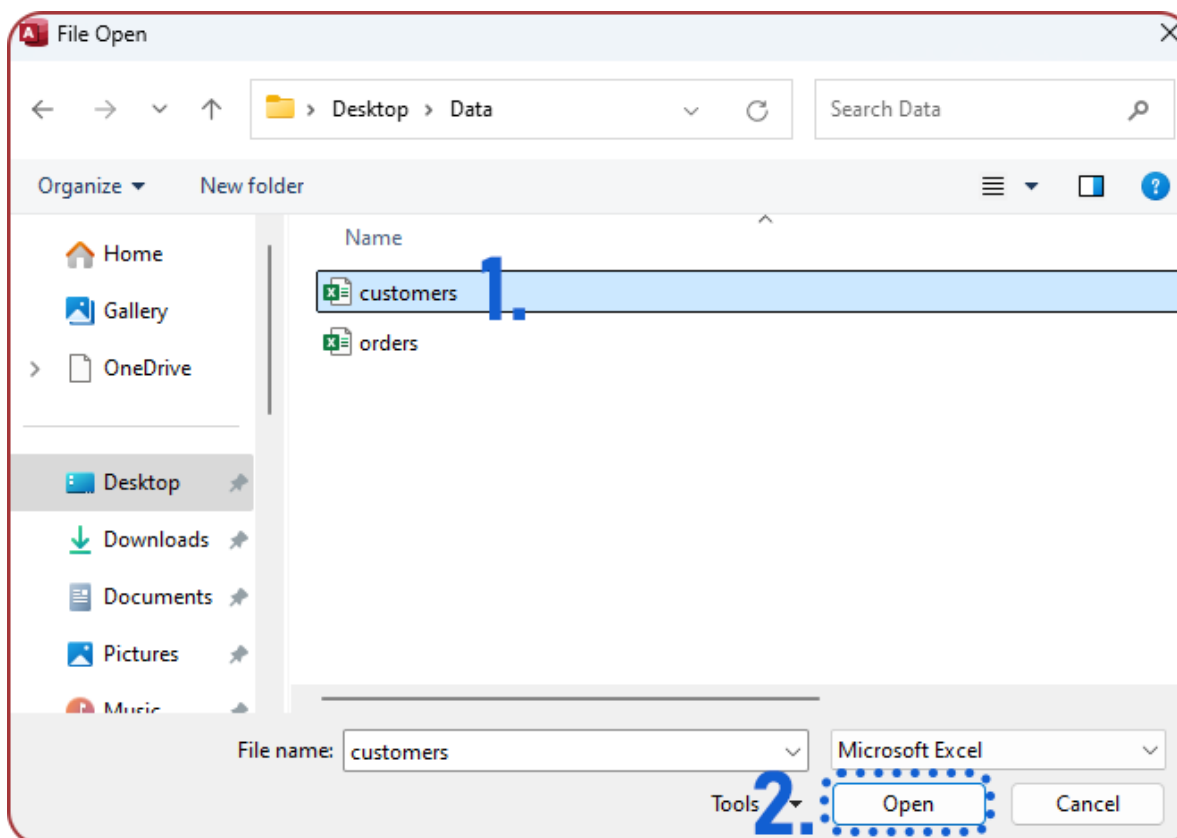 File Open
Desktop > Data
Search Data
Organize
New folder
Name
Home
Gallery
OneDrive
Desktop
Downloads
Documents
Pictures
Music
customers
1.
orders
File name:
customers
Microsoft Excel
Tools
2.
Open
Cancel